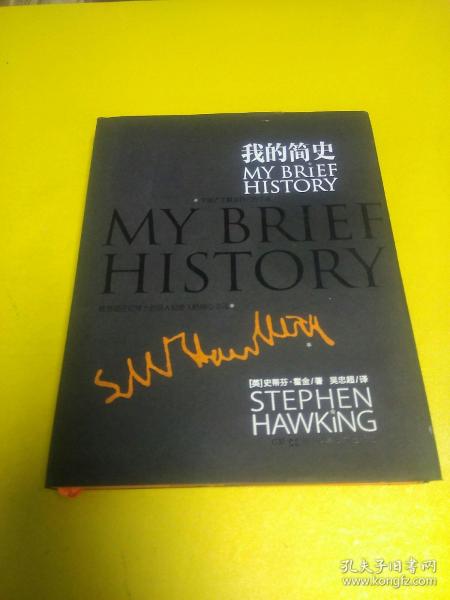 我的简史
MY BRiEF
HISTORY
MY BRIEF
HISTORY
[英]史蒂芬·霍金/著 吴忠超/译
STEPHEN
HAWKiNG
孔夫子旧书网
www.kongfz.com